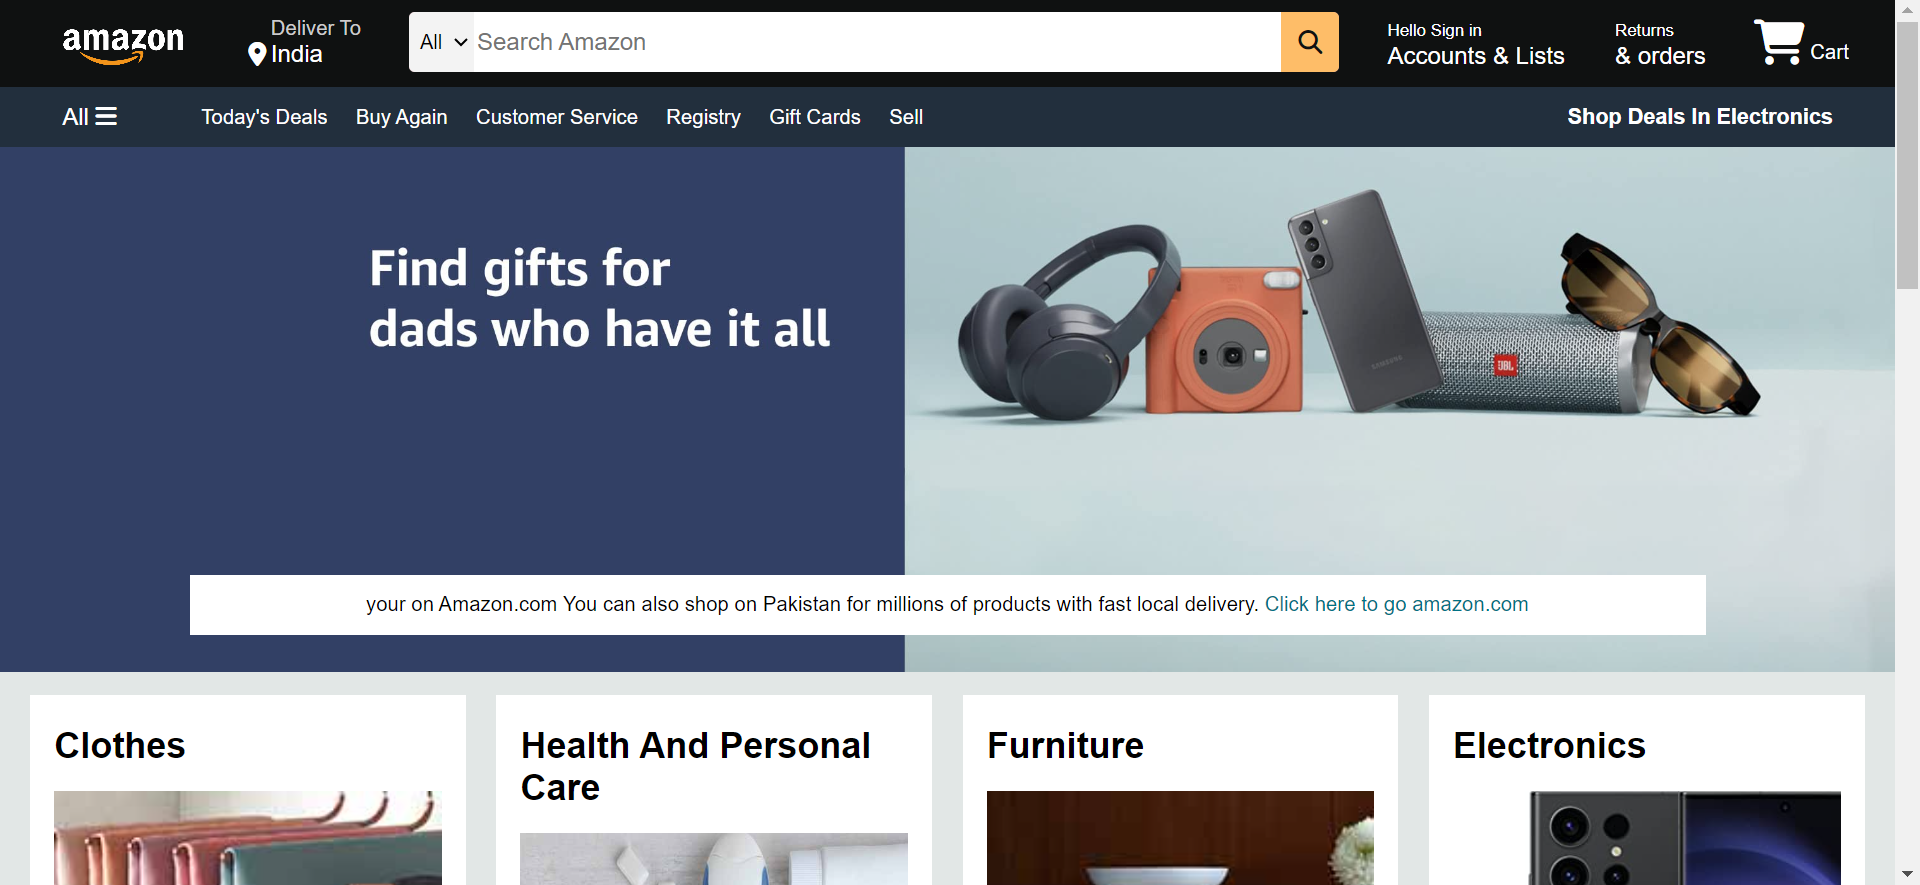 amazon
Deliver To
India
All
Search Amazon
Hello Sign in
Accounts & Lists
Returns
& orders
Cart
All
Today's Deals
Buy Again
Customer Service
Registry
Gift Cards
Sell
Shop Deals In Electronics
Find gifts for
dads who have it all
SAMSUNG
JBL
your on Amazon.com You can also shop on Pakistan for millions of products with fast local delivery. Click here to go amazon.com
Clothes
Health And Personal
Care
Furniture
Electronics